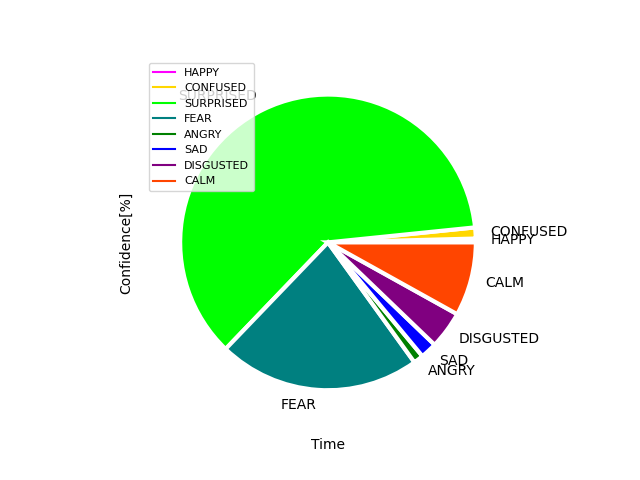 HAPPY
CONFUSED
SURPRISED
FEAR
ANGRY
SAD
DISGUSTED
CALM
SURPRISED
CONFUSED
HAPPY
CALM
DISGUSTED
SAD
ANGRY
FEAR
Confidence[%]
Time